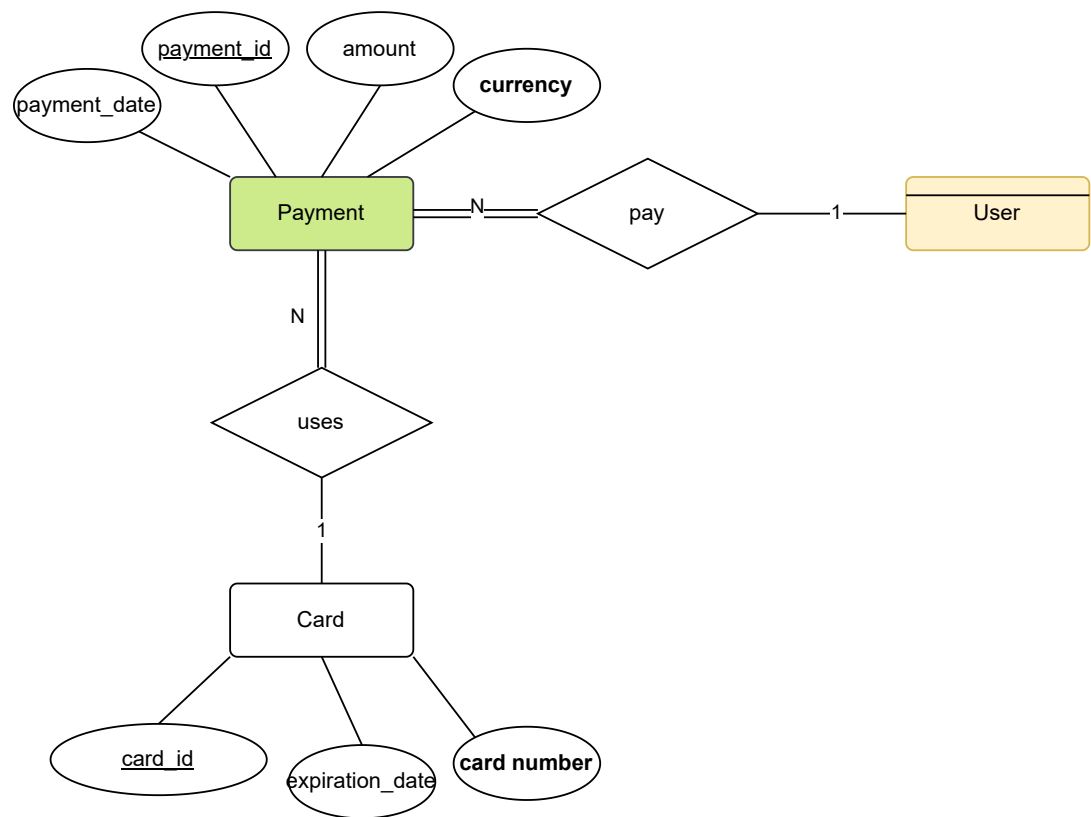 payment_id
amount
currency
payment_date
Payment
N
pay
1
User
N
uses
1
Card
card_id
expiration_date
card number